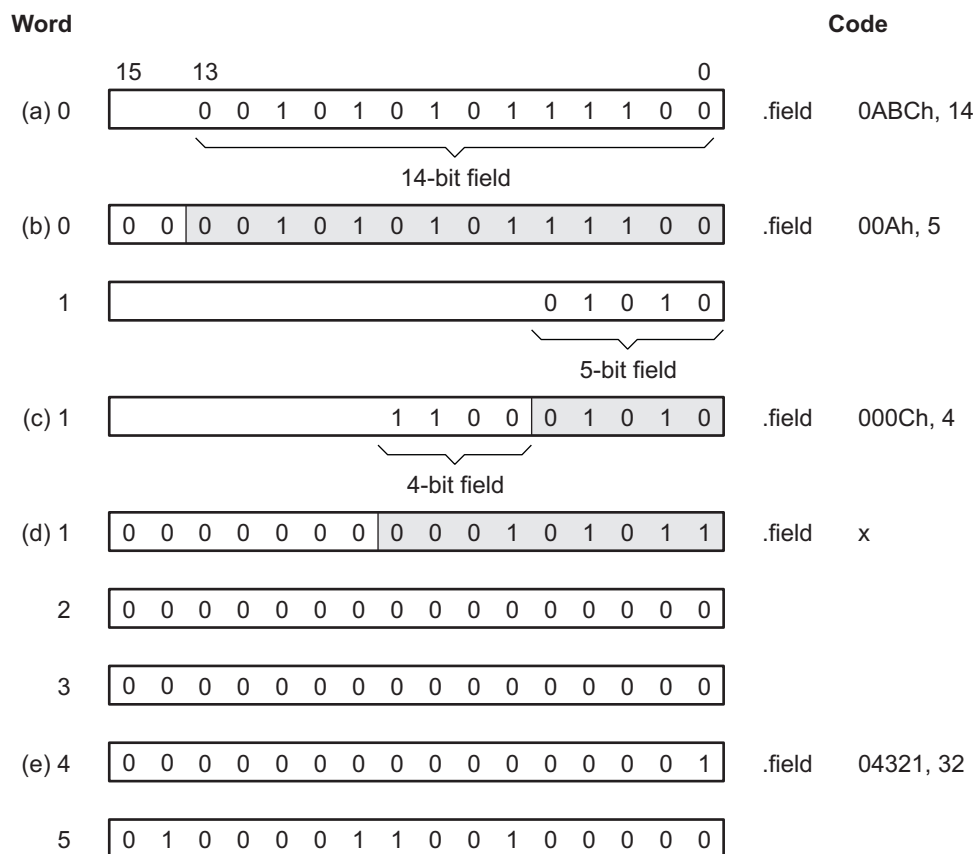 Word Code
15 13 0
(a) 0 0 0 1 0 1 0 1 0 1 1 1 1 0 0 .field 0ABCh, 14
14-bit field
(b) 0 0 0 0 0 1 0 1 0 1 0 1 1 1 1 0 0 .field 00Ah, 5
1 0 1 0 1 0
5-bit field
(c) 1 1 1 0 0 0 1 0 1 0 .field 000Ch, 4
4-bit field
(d) 1 0 0 0 0 0 0 0 0 0 0 1 0 1 0 1 1 .field x
2 0 0 0 0 0 0 0 0 0 0 0 0 0 0 0 0
3 0 0 0 0 0 0 0 0 0 0 0 0 0 0 0 0
(e) 4 0 0 0 0 0 0 0 0 0 0 0 0 0 0 0 1 .field 04321, 32
5 0 1 0 0 0 0 1 1 0 0 1 0 0 0 0 0